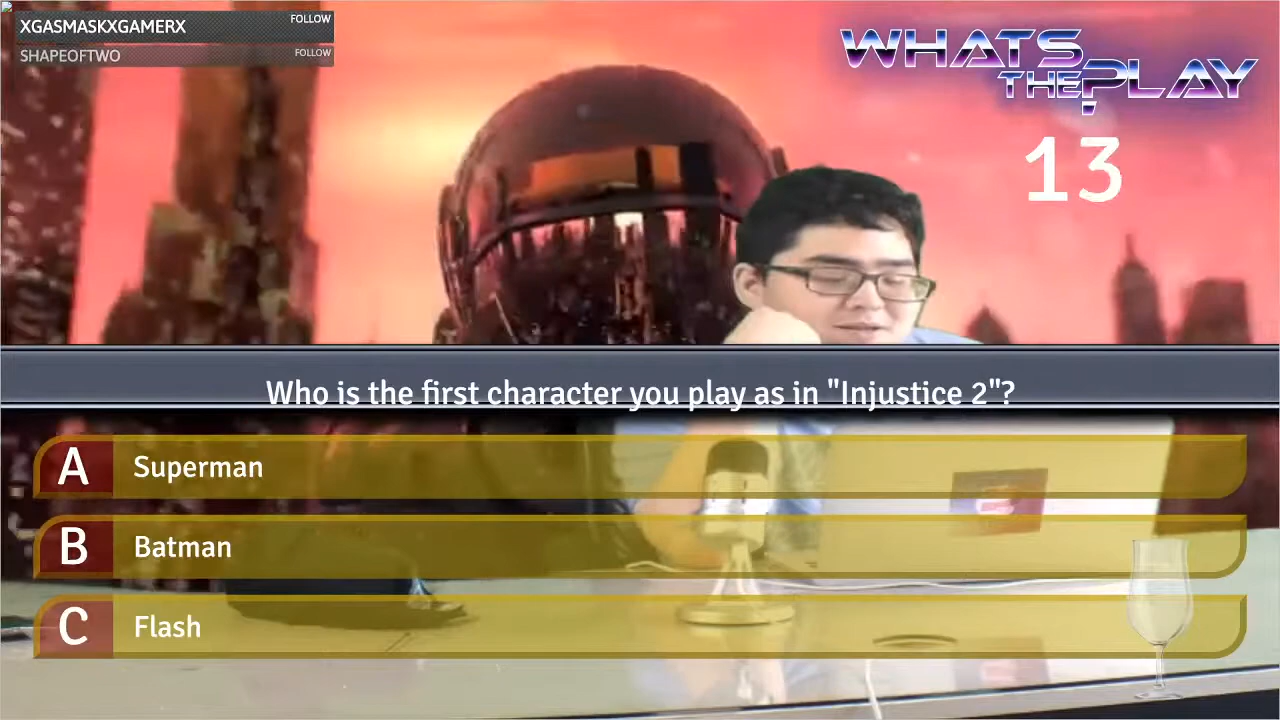 XGASMASKXGAMERX FOLLOW
SHAPEOFTWO FOLLOW
WHATS
THE PLAY
13
Who is the first character you play as in "Injustice 2"?
A Superman
B Batman
C Flash